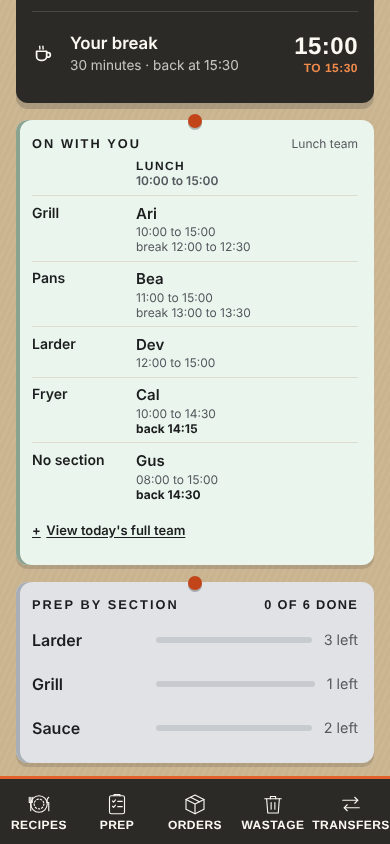 Your break
30 minutes · back at 15:30
15:00
TO 15:30
ON WITH YOU
Lunch team
LUNCH
10:00 to 15:00
Grill
Ari
10:00 to 15:00
break 12:00 to 12:30
Pans
Bea
11:00 to 15:00
break 13:00 to 13:30
Larder
Dev
12:00 to 15:00
Fryer
Cal
10:00 to 14:30
back 14:15
No section
Gus
08:00 to 15:00
back 14:30
+ View today's full team
PREP BY SECTION
0 OF 6 DONE
Larder
3 left
Grill
1 left
Sauce
2 left
RECIPES
PREP
ORDERS
WASTAGE
TRANSFERS